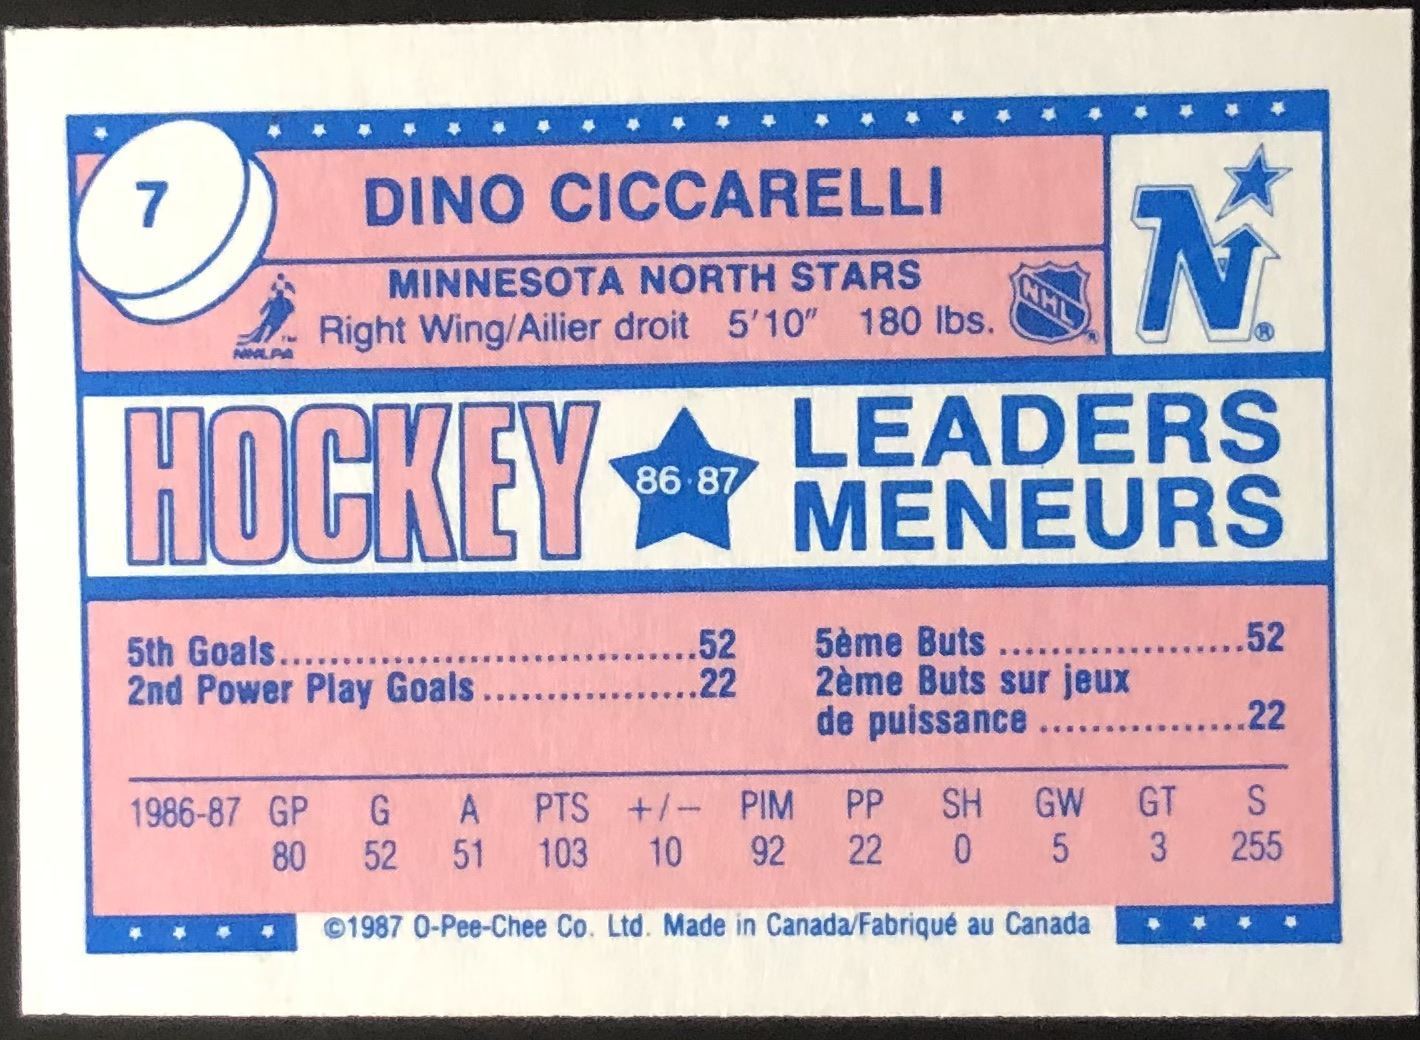 7
DINO CICCARELLI
MINNESOTA NORTH STARS
Right Wing/Ailier droit 5'10" 180 lbs.
NHLPA
TM
NHL
®
N
®
HOCKEY
86·87
LEADERS
MENEURS
5th Goals.................................52
2nd Power Play Goals.................22
5ème Buts ...................52
2ème Buts sur jeux
de puissance ................22
1986-87 GP G A PTS +/- PIM PP SH GW GT S
80 52 51 103 10 92 22 0 5 3 255
©1987 O-Pee-Chee Co. Ltd. Made in Canada/Fabriqué au Canada